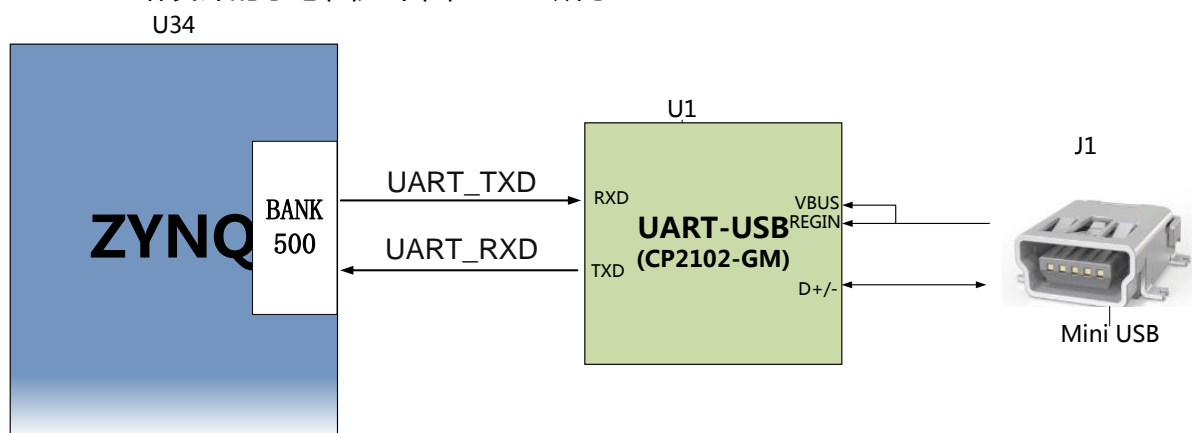 U34
ZYNQ
BANK
500
UART_TXD
UART_RXD
U1
RXD
TXD
UART-USB
(CP2102-GM)
VBUS
REGIN
D+/-
J1
Mini USB